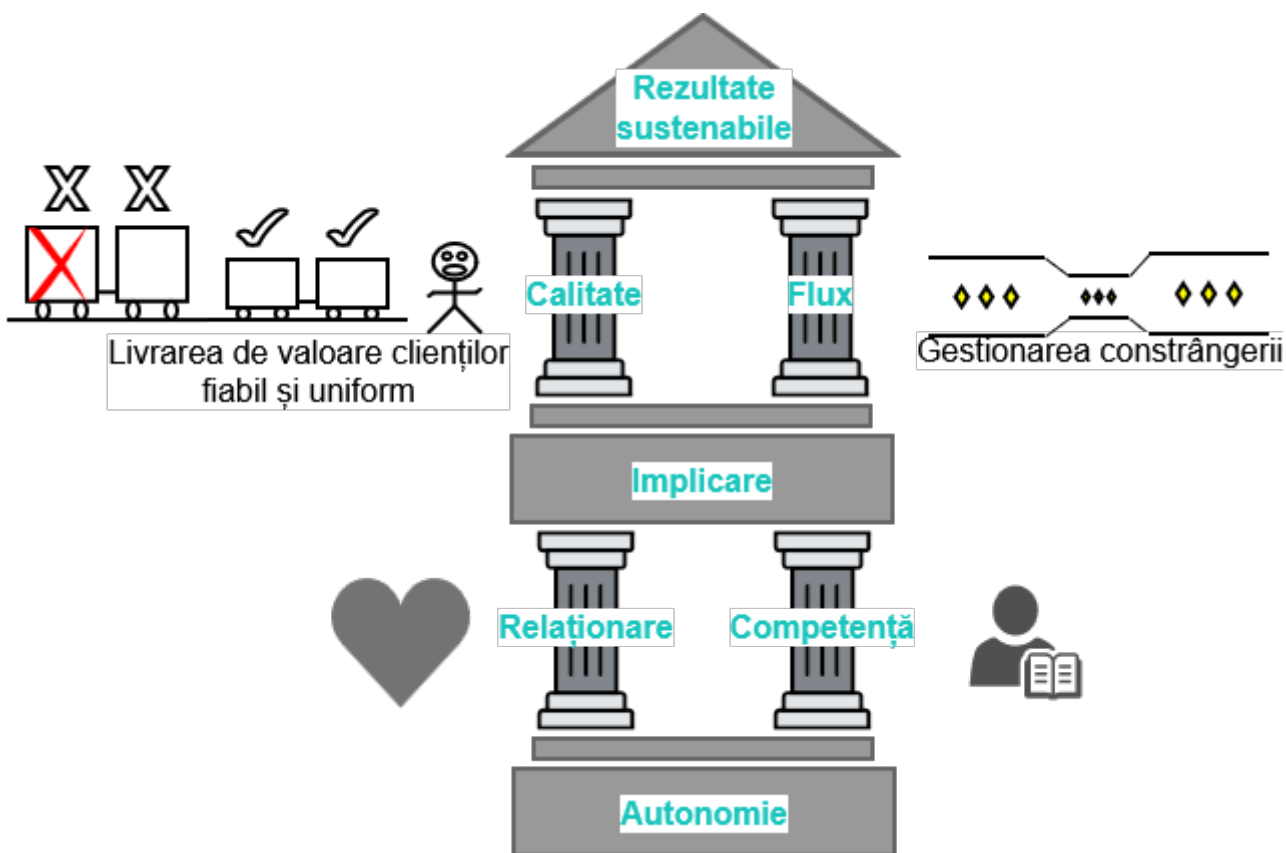 Rezultate
sustenabile
Calitate
Flux
Livrarea de valoare clienților
fiabil și uniform
Gestionarea constrângerii
Implicare
Relaționare
Competență
Autonomie